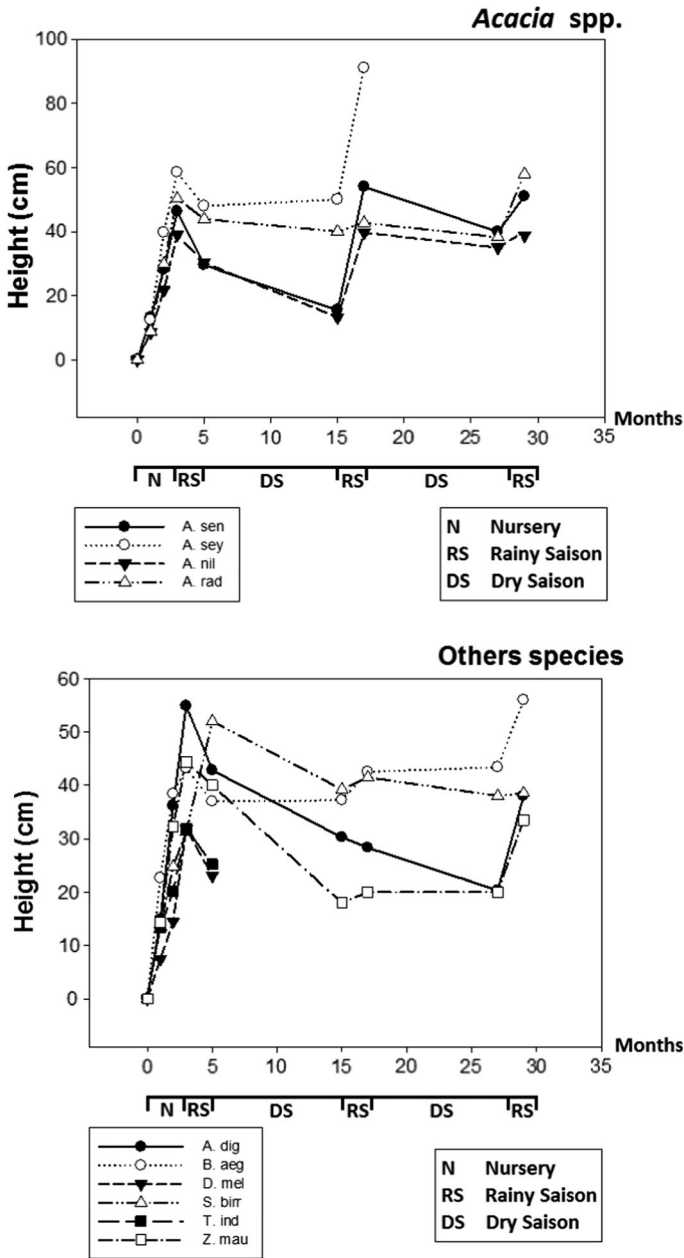 Acacia spp.
100
80
60
40
20
0
Height (cm)
0 5 10 15 20 25 30 35
Months
N RS DS RS DS RS
A. sen
A. sey
A. nil
A. rad
N Nursery
RS Rainy Saison
DS Dry Saison
Others species
60
50
40
30
20
10
0
Height (cm)
0 5 10 15 20 25 30 35
Months
N RS DS RS DS RS
A. dig
B. aeg
D. mel
S. birr
T. ind
Z. mau
N Nursery
RS Rainy Saison
DS Dry Saison